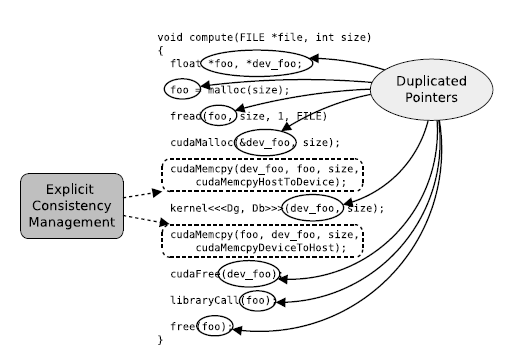 void compute(FILE *file, int size)
{
float *foo, *dev_foo;
foo = malloc(size);
fread(foo, size, 1, FILE)
cudaMalloc(&dev_foo, size);
cudaMemcpy(dev_foo, foo, size,
cudaMemcpyHostToDevice);
kernel<<<Dg, Db>>>(dev_foo, size);
cudaMemcpy(foo, dev_foo, size,
cudaMemcpyDeviceToHost);
cudaFree(dev_foo);
libraryCall(foo);
free(foo);
}
Duplicated
Pointers
Explicit
Consistency
Management